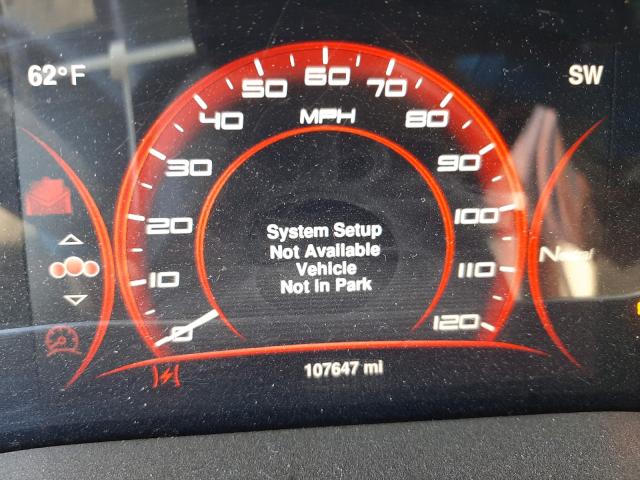 62°F
SW
0
10
20
30
40
50
60
70
80
90
100
110
120
MPH
System Setup
Not Available
Vehicle
Not in Park
107647 mi